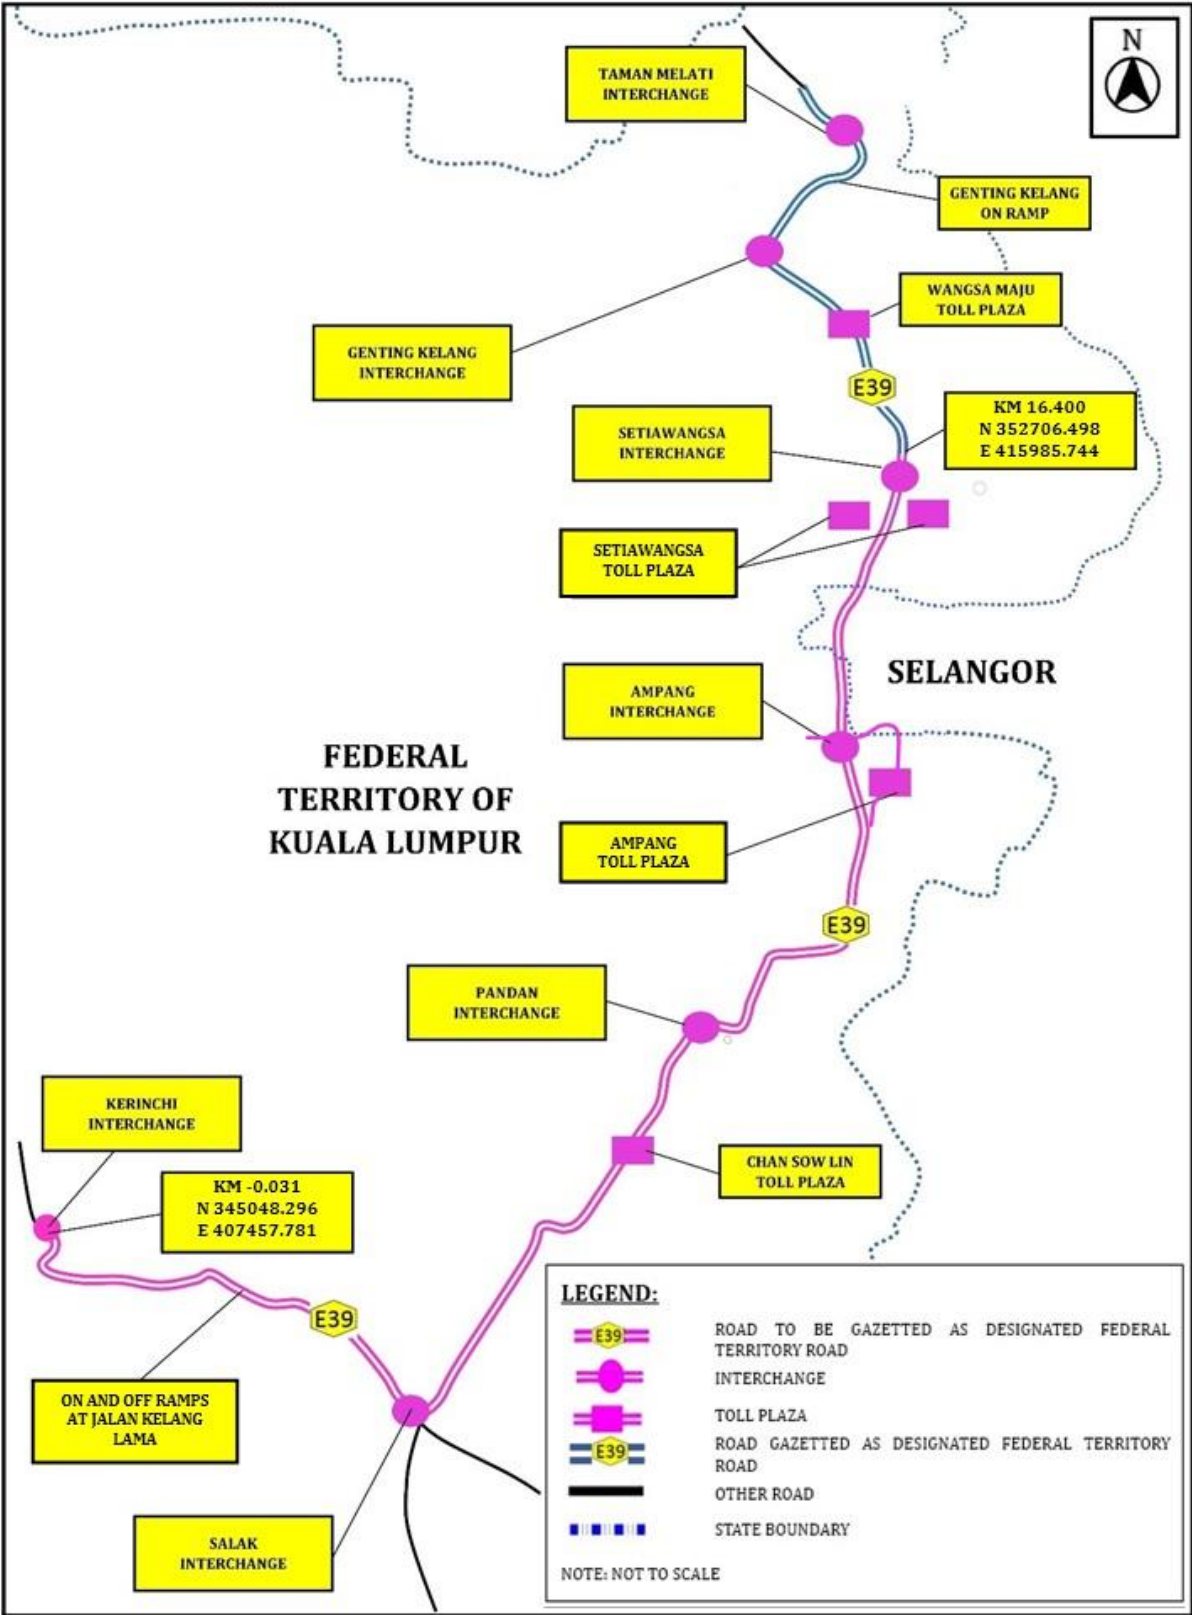 N
TAMAN MELATI
INTERCHANGE
GENTING KELANG
ON RAMP
WANGSA MAJU
TOLL PLAZA
GENTING KELANG
INTERCHANGE
E39
KM 16.400
N 352706.498
E 415985.744
SETIAWANGSA
INTERCHANGE
SETIAWANGSA
TOLL PLAZA
SELANGOR
AMPANG
INTERCHANGE
FEDERAL
TERRITORY OF
KUALA LUMPUR
AMPANG
TOLL PLAZA
E39
PANDAN
INTERCHANGE
KERINCHI
INTERCHANGE
CHAN SOW LIN
TOLL PLAZA
KM -0.031
N 345048.296
E 407457.781
E39
ON AND OFF RAMPS
AT JALAN KELANG
LAMA
SALAK
INTERCHANGE
LEGEND:
E39
ROAD TO BE GAZETTED AS DESIGNATED FEDERAL
TERRITORY ROAD
INTERCHANGE
TOLL PLAZA
E39
ROAD GAZETTED AS DESIGNATED FEDERAL TERRITORY
ROAD
OTHER ROAD
STATE BOUNDARY
NOTE: NOT TO SCALE